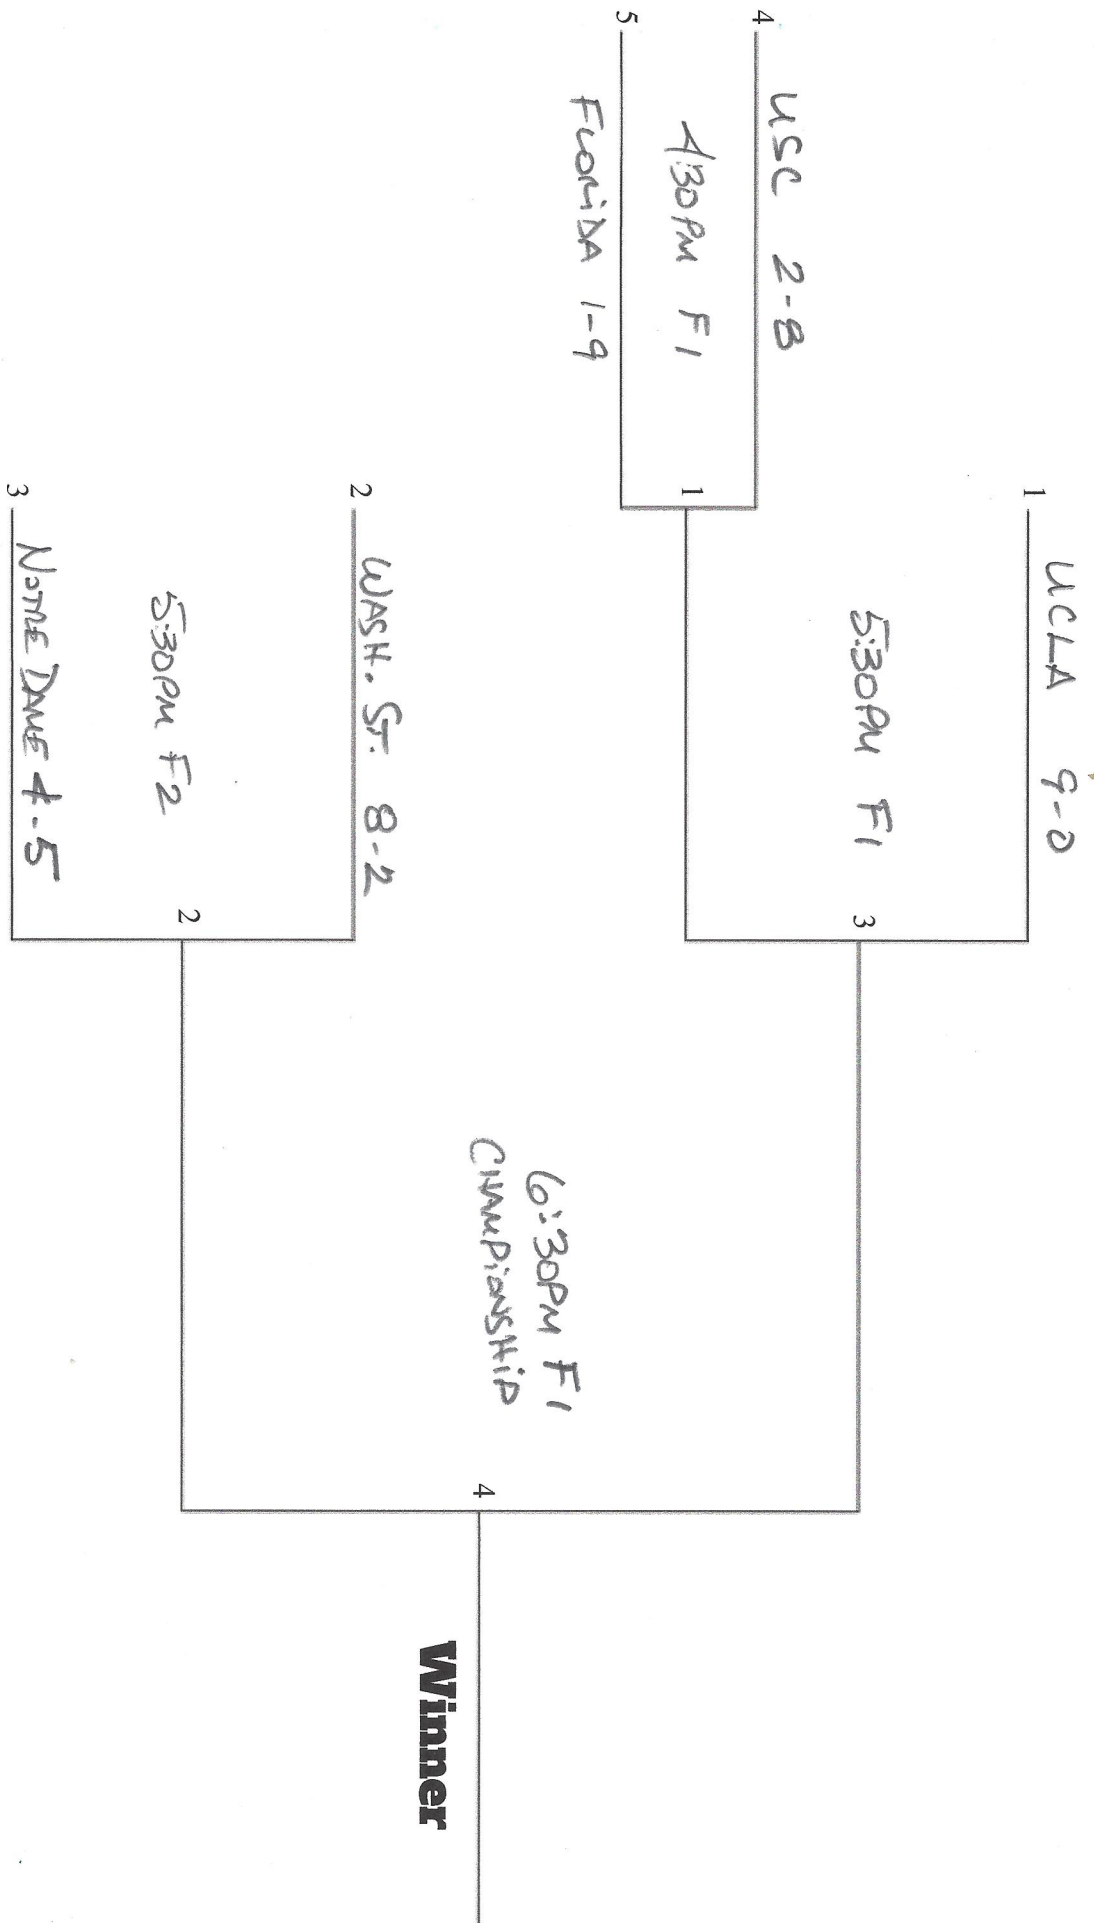 1
UCLA 9-0
5:30PM F1
3
4
USC 2-8
4:30PM F1
1
5
FLORIDA 1-9
6:30PM F1
CHAMPIONSHIP
4
Winner
2
WASH. ST. 8-2
5:30PM F2
2
3
NOTRE DAME 4-5